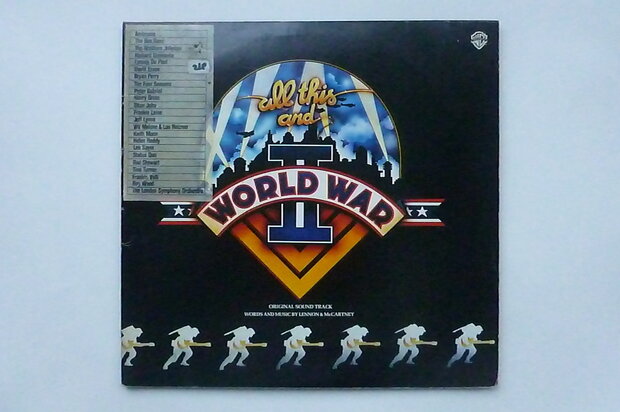 Ambrosia
The Bee Gees
The Brothers Johnson
Richard Cocciante
Lynsey De Paul
David Essex
Bryan Ferry
The Four Seasons
Peter Gabriel
Henry Gross
Elton John
Frankie Laine
Jeff Lynne
Wil Malone & Lou Reizner
Keith Moon
Helen Reddy
Leo Sayer
Status Quo
Rod Stewart
Tina Turner
Frankie Valli
Roy Wood
The London Symphony Orchestra
all this
and
II
WORLD WAR
ORIGINAL SOUND TRACK
WORDS AND MUSIC BY LENNON & McCARTNEY